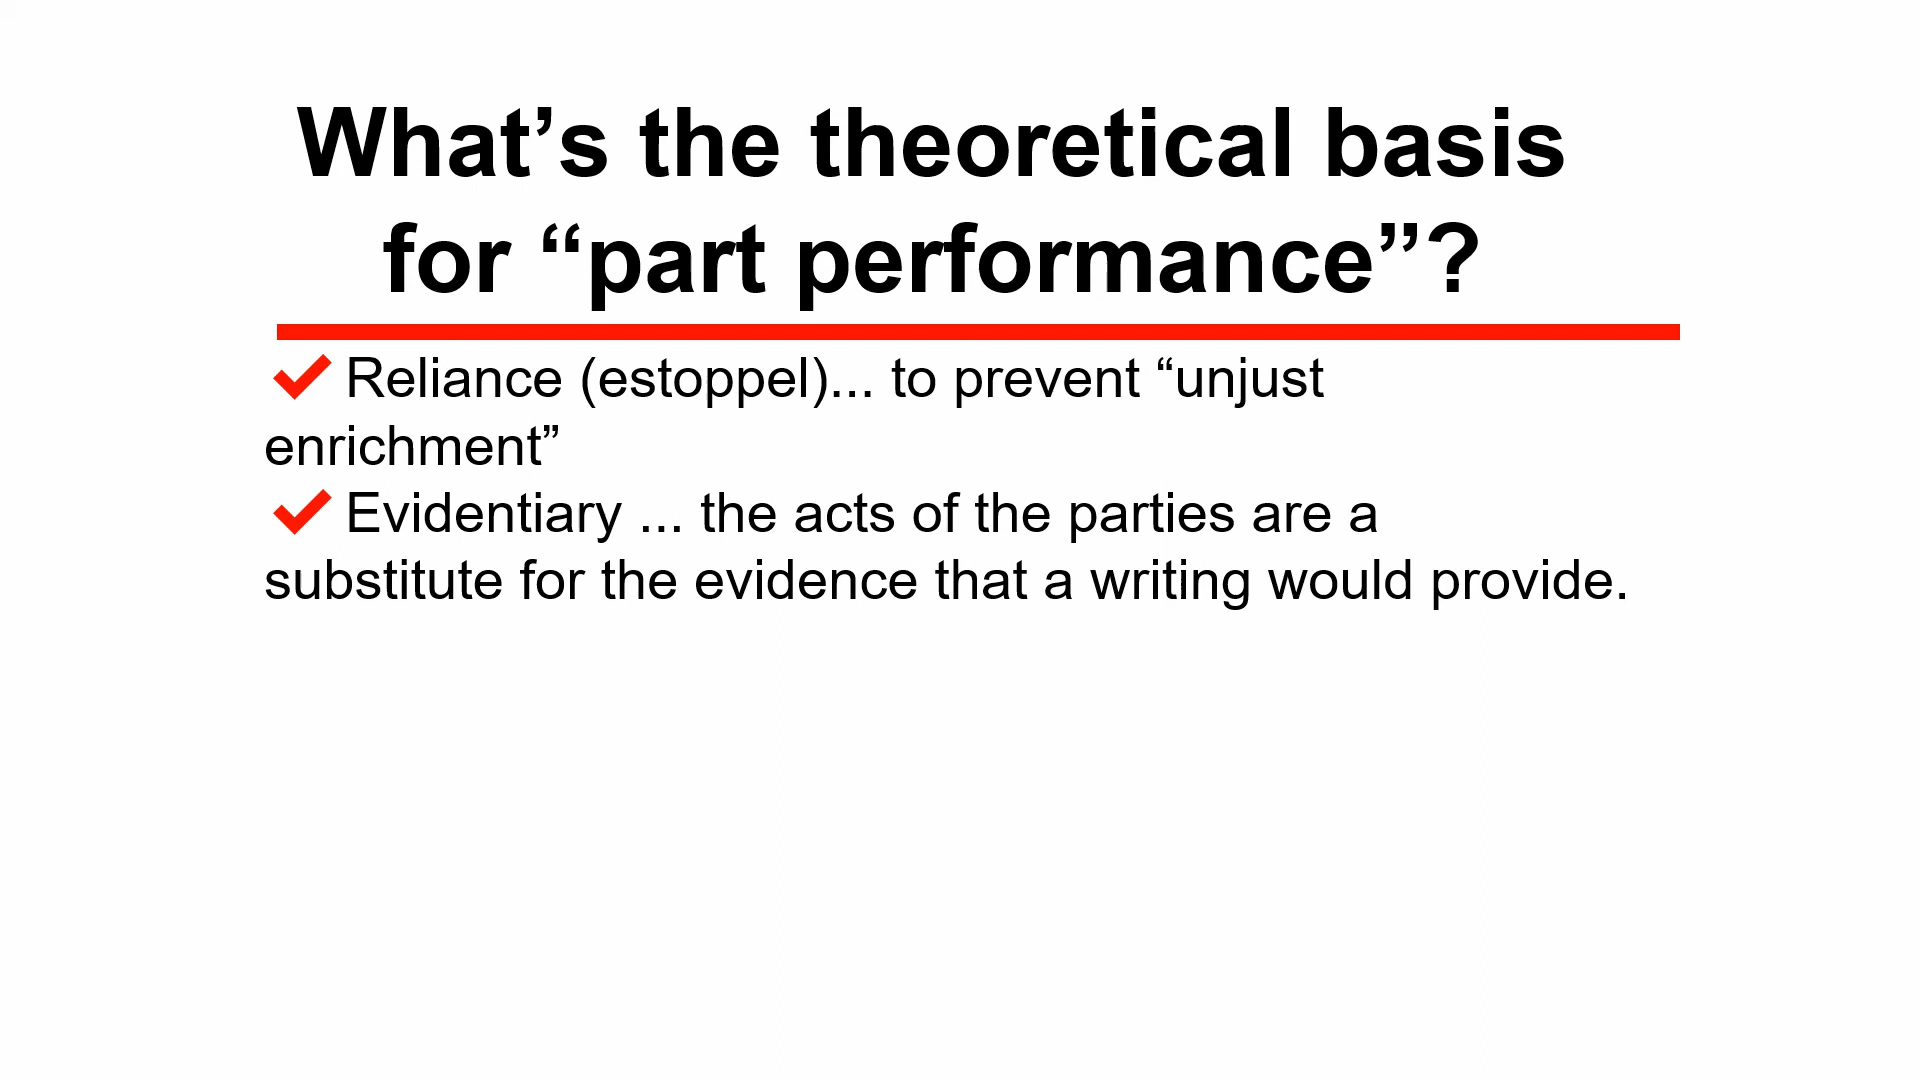 What’s the theoretical basis
for “part performance”?
Reliance (estoppel)... to prevent “unjust
enrichment”
Evidentiary ... the acts of the parties are a
substitute for the evidence that a writing would provide.